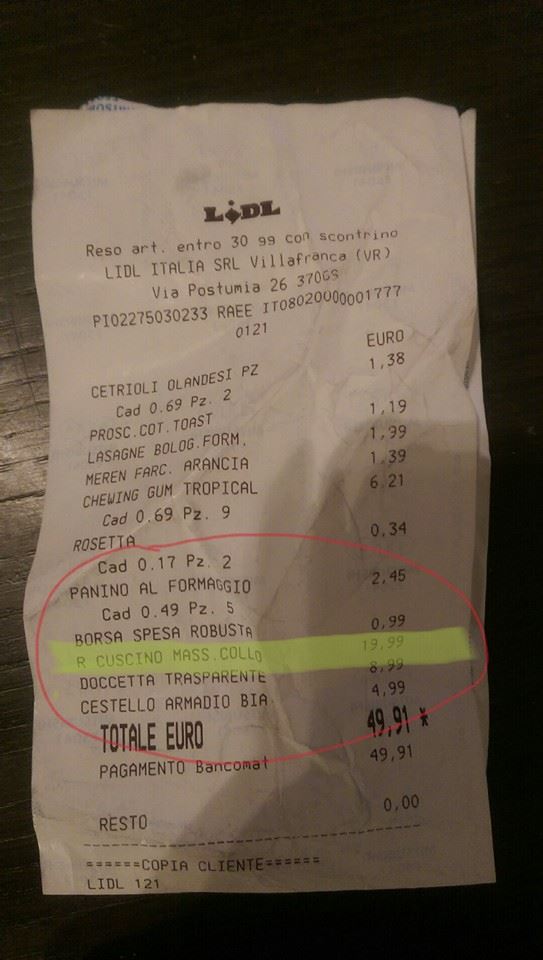 LIDL
Reso art. entro 30 99 con scontrino
LIDL ITALIA SRL Villafranca (VR)
Via Postumia 26 37069
PI02275030233 RAEE IT08020000001777
0121
EURO
CETRIOLI OLANDESI PZ 1,38
Cad 0.69 Pz. 2
PROSC.COT.TOAST 1,19
LASAGNE BOLOG.FORM. 1,99
MEREN FARC. ARANCIA 1,39
CHEWING GUM TROPICAL 6,21
Cad 0.69 Pz. 9
ROSETTA 0,34
Cad 0.17 Pz. 2
PANINO AL FORMAGGIO 2,45
Cad 0.49 Pz. 5
BORSA SPESA ROBUSTA 0,99
R CUSCINO MASS.COLLO 19,99
DOCCETTA TRASPARENTE 8,99
CESTELLO ARMADIO BIA 4,99
TOTALE EURO 49,91 *
PAGAMENTO Bancomat 49,91
RESTO 0,00
======COPIA CLIENTE======
LIDL 121